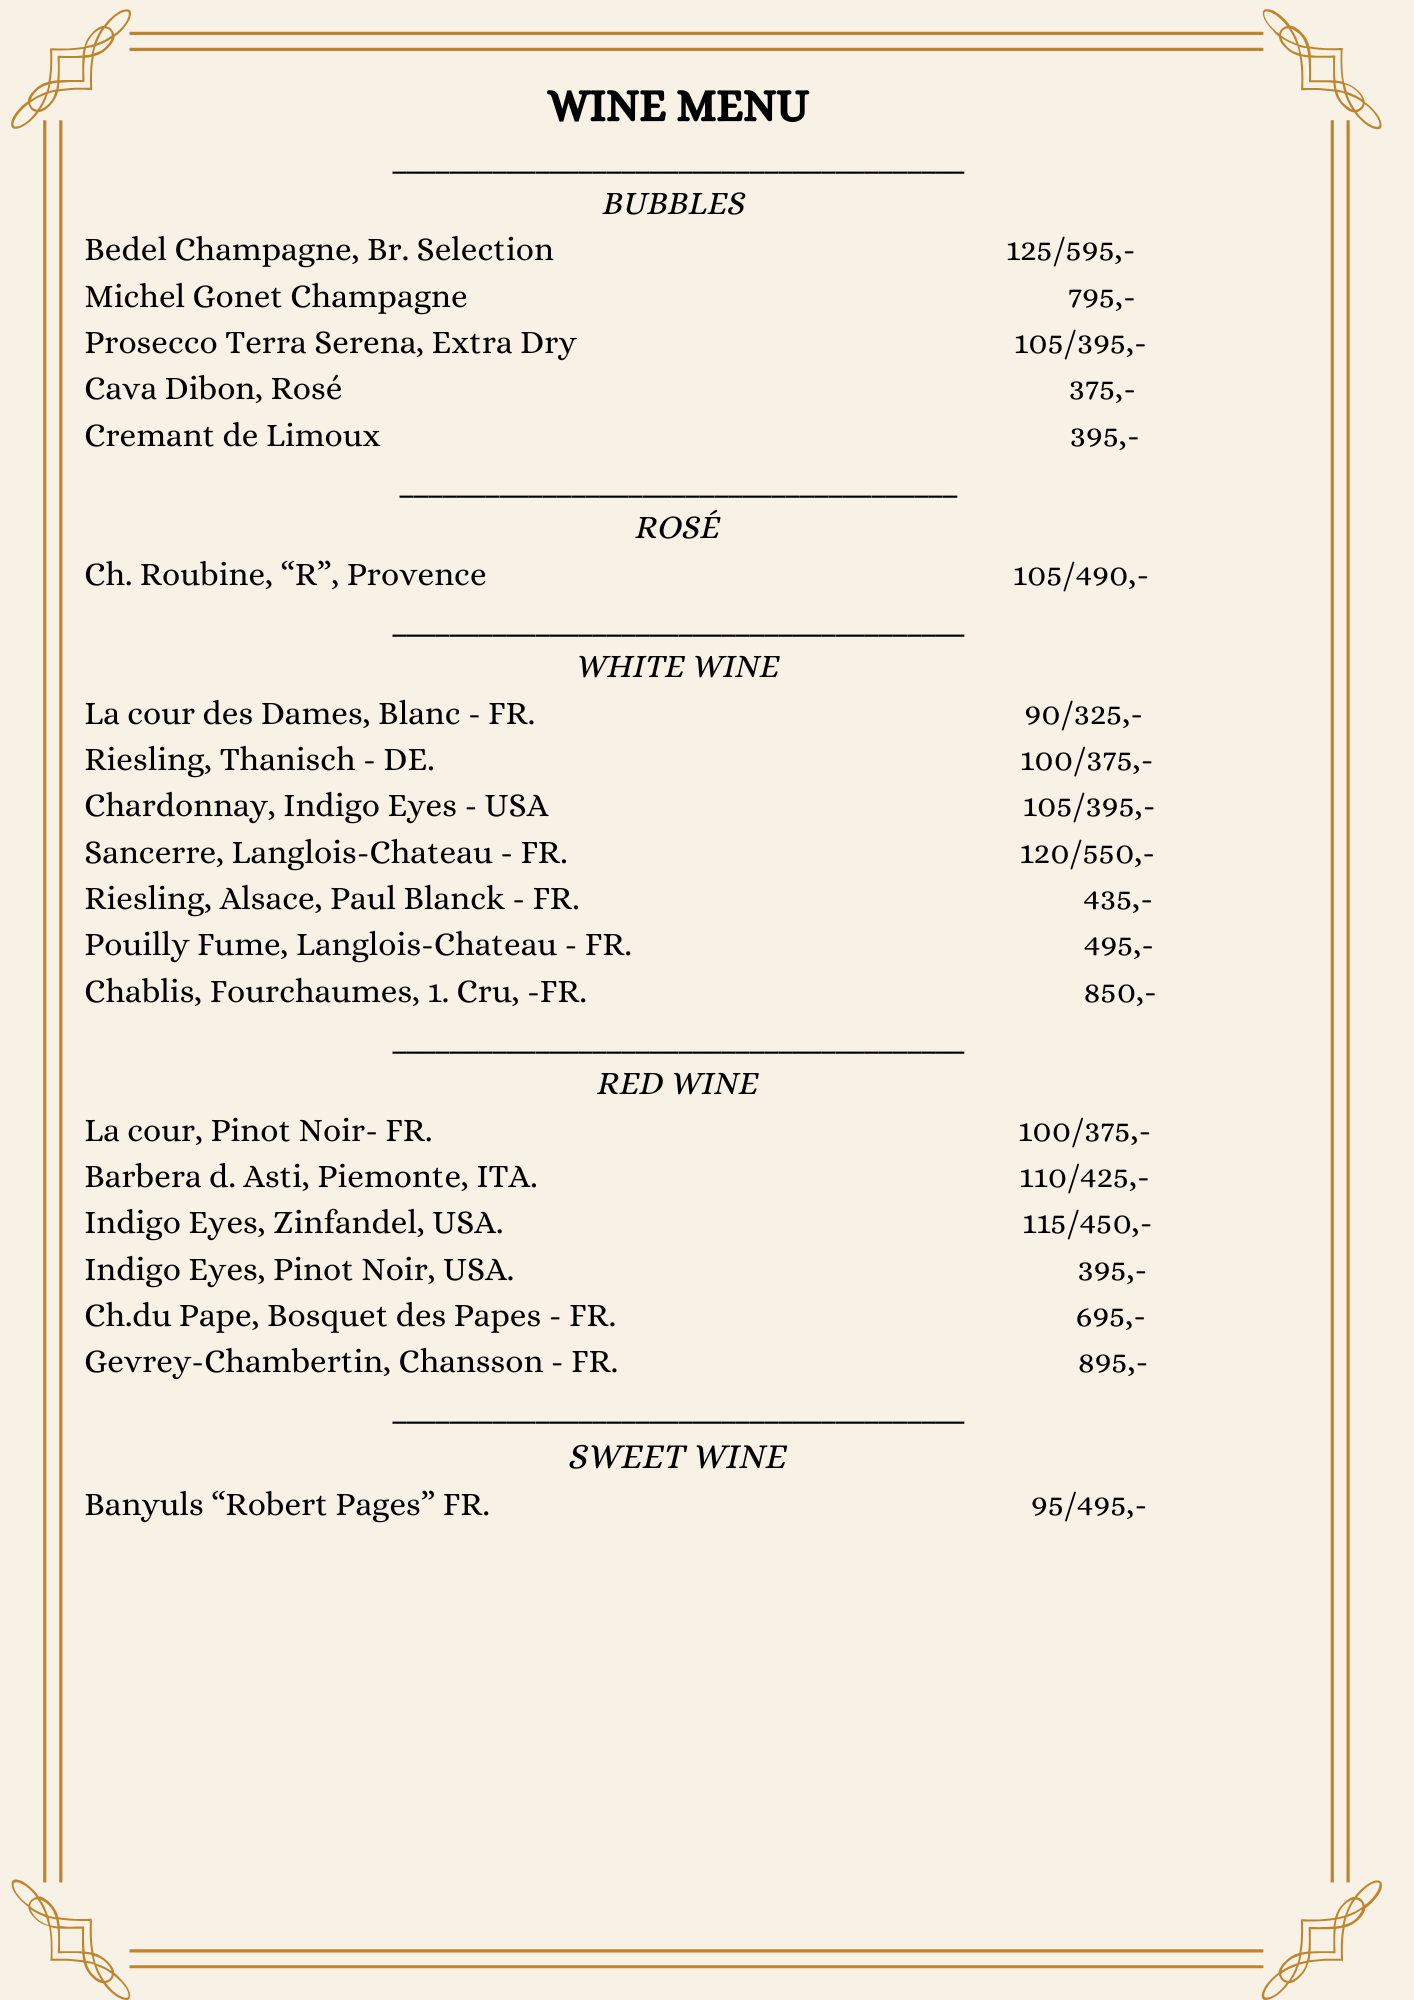 WINE MENU
________________________________________
BUBBLES
Bedel Champagne, Br. Selection 125/595,-
Michel Gonet Champagne 795,-
Prosecco Terra Serena, Extra Dry 105/395,-
Cava Dibon, Rosé 375,-
Cremant de Limoux 395,-
_______________________________________
ROSÉ
Ch. Roubine, “R”, Provence 105/490,-
________________________________________
WHITE WINE
La cour des Dames, Blanc - FR. 90/325,-
Riesling, Thanisch - DE. 100/375,-
Chardonnay, Indigo Eyes - USA 105/395,-
Sancerre, Langlois-Chateau - FR. 120/550,-
Riesling, Alsace, Paul Blanck - FR. 435,-
Pouilly Fume, Langlois-Chateau - FR. 495,-
Chablis, Fourchaumes, 1. Cru, -FR. 850,-
________________________________________
RED WINE
La cour, Pinot Noir- FR. 100/375,-
Barbera d. Asti, Piemonte, ITA. 110/425,-
Indigo Eyes, Zinfandel, USA. 115/450,-
Indigo Eyes, Pinot Noir, USA. 395,-
Ch.du Pape, Bosquet des Papes - FR. 695,-
Gevrey-Chambertin, Chansson - FR. 895,-
________________________________________
SWEET WINE
Banyuls “Robert Pages” FR. 95/495,-